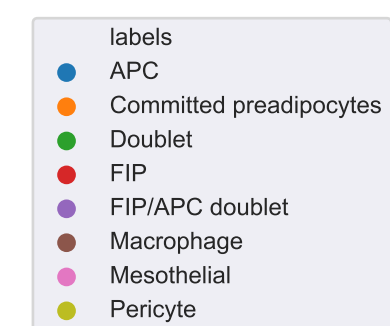 labels
APC
Committed preadipocytes
Doublet
FIP
FIP/APC doublet
Macrophage
Mesothelial
Pericyte